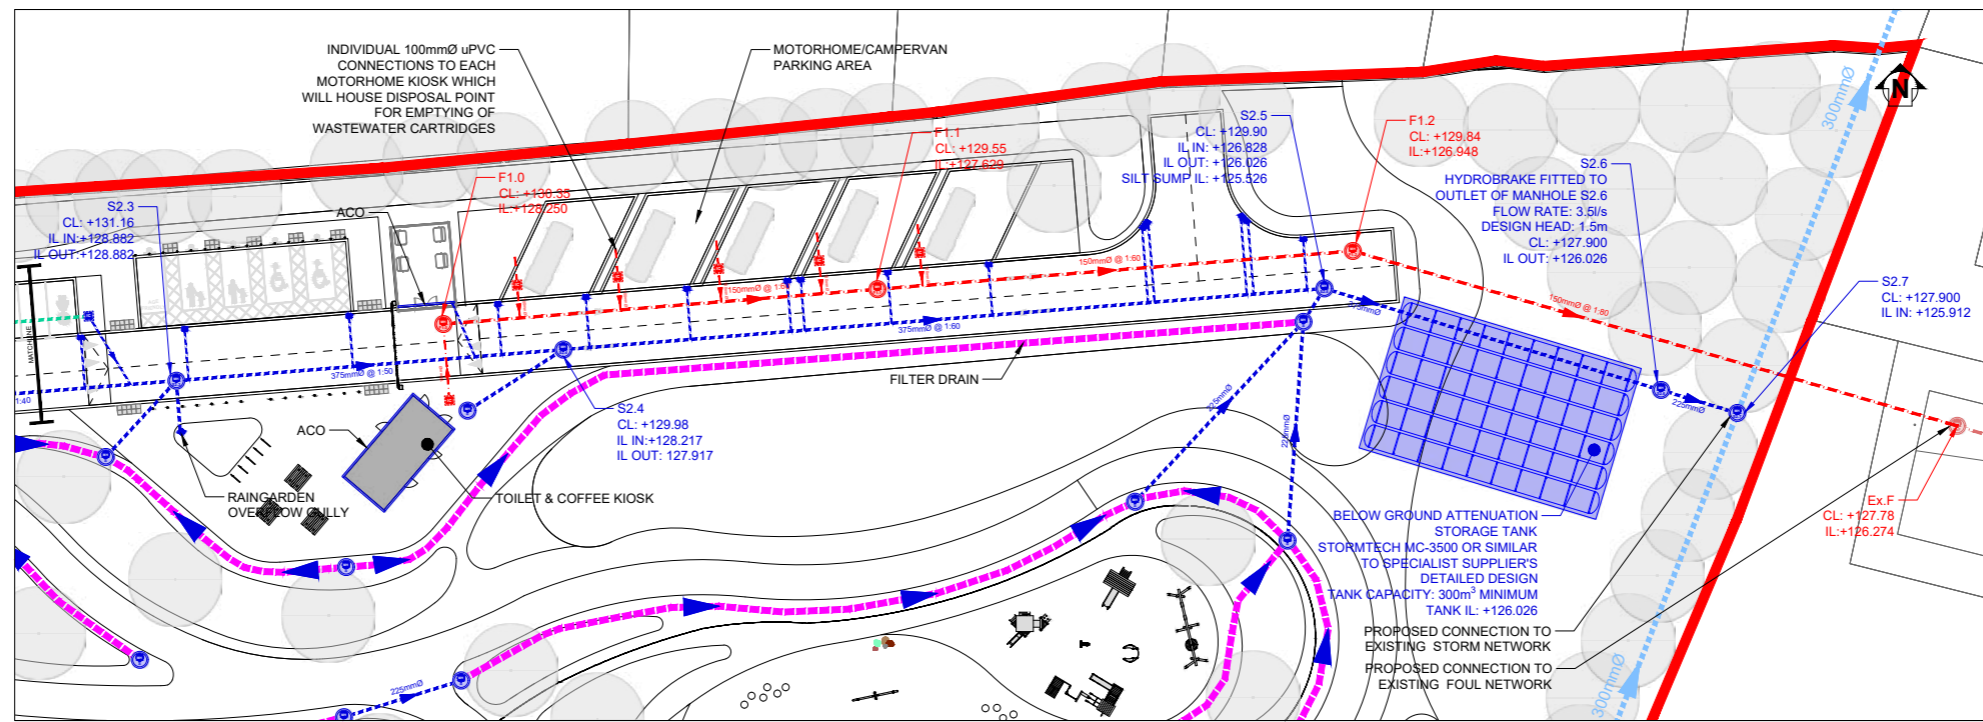 INDIVIDUAL 100mmØ uPVC
CONNECTIONS TO EACH
MOTORHOME KIOSK WHICH
WILL HOUSE DISPOSAL POINT
FOR EMPTYING OF
WASTEWATER CARTRIDGES
MOTORHOME/CAMPERVAN
PARKING AREA
F1.1
CL: +129.55
IL:+127.629
S2.5
CL: +129.90
IL IN: +126.828
IL OUT: +126.026
SILT SUMP IL: +125.526
F1.2
CL: +129.84
IL:+126.948
300mmØ
N
S2.6
HYDROBRAKE FITTED TO
OUTLET OF MANHOLE S2.6
FLOW RATE: 3.5l/s
DESIGN HEAD: 1.5m
CL: +127.900
IL OUT: +126.026
F1.0
CL: +130.35
IL:+128.250
S2.3
CL: +131.16
IL IN:+128.882
IL OUT:+128.882
ACO
S2.7
CL: +127.900
IL IN: +125.912
150mmØ @ 1:60
150mmØ @ 1:60
150mmØ @ 1:60
MATCHLINE
375mmØ @ 1:60
375mmØ @ 1:50
1:40
FILTER DRAIN
225mmØ
225mmØ
225mmØ
S2.4
CL: +129.98
IL IN:+128.217
IL OUT: 127.917
ACO
RAINGARDEN
OVERFLOW GULLY
TOILET & COFFEE KIOSK
Ex.F
CL: +127.78
IL:+126.274
BELOW GROUND ATTENUATION
STORAGE TANK
STORMTECH MC-3500 OR SIMILAR
TO SPECIALIST SUPPLIER'S
DETAILED DESIGN
TANK CAPACITY: 300m³ MINIMUM
TANK IL: +126.026
PROPOSED CONNECTION TO
EXISTING STORM NETWORK
PROPOSED CONNECTION TO
EXISTING FOUL NETWORK
225mmØ
300mmØ